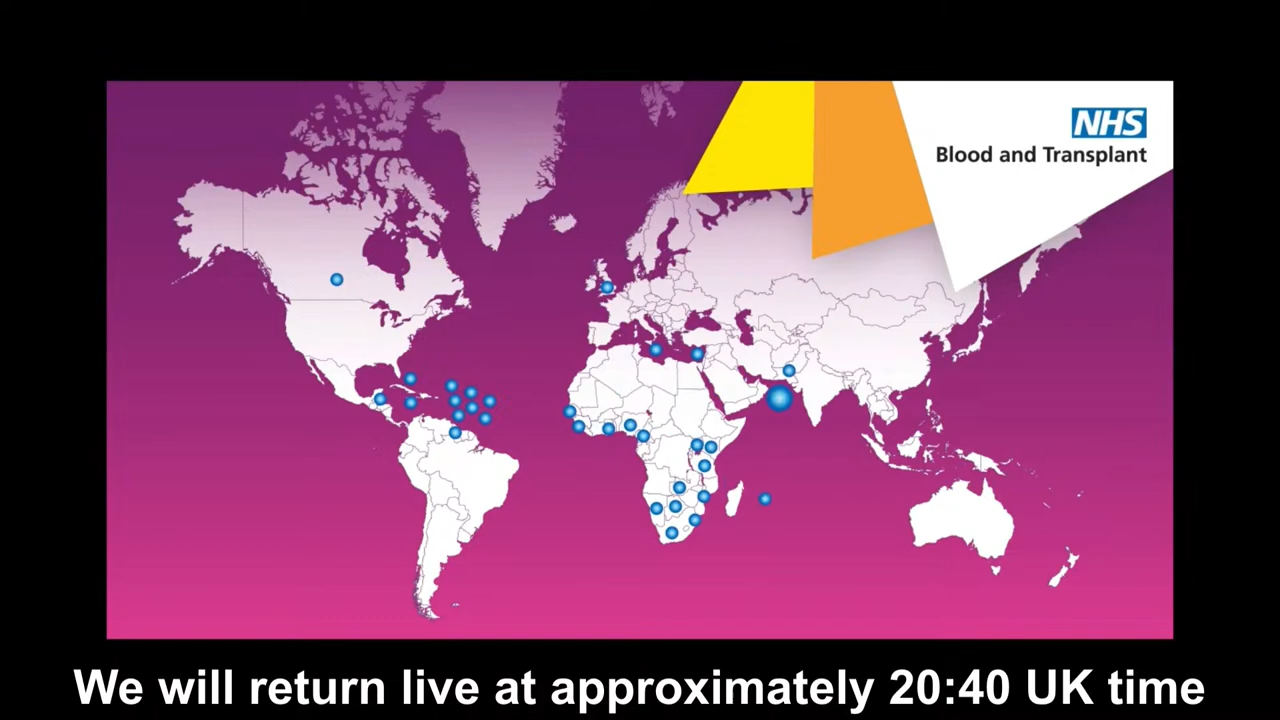 NHS
Blood and Transplant
We will return live at approximately 20:40 UK time